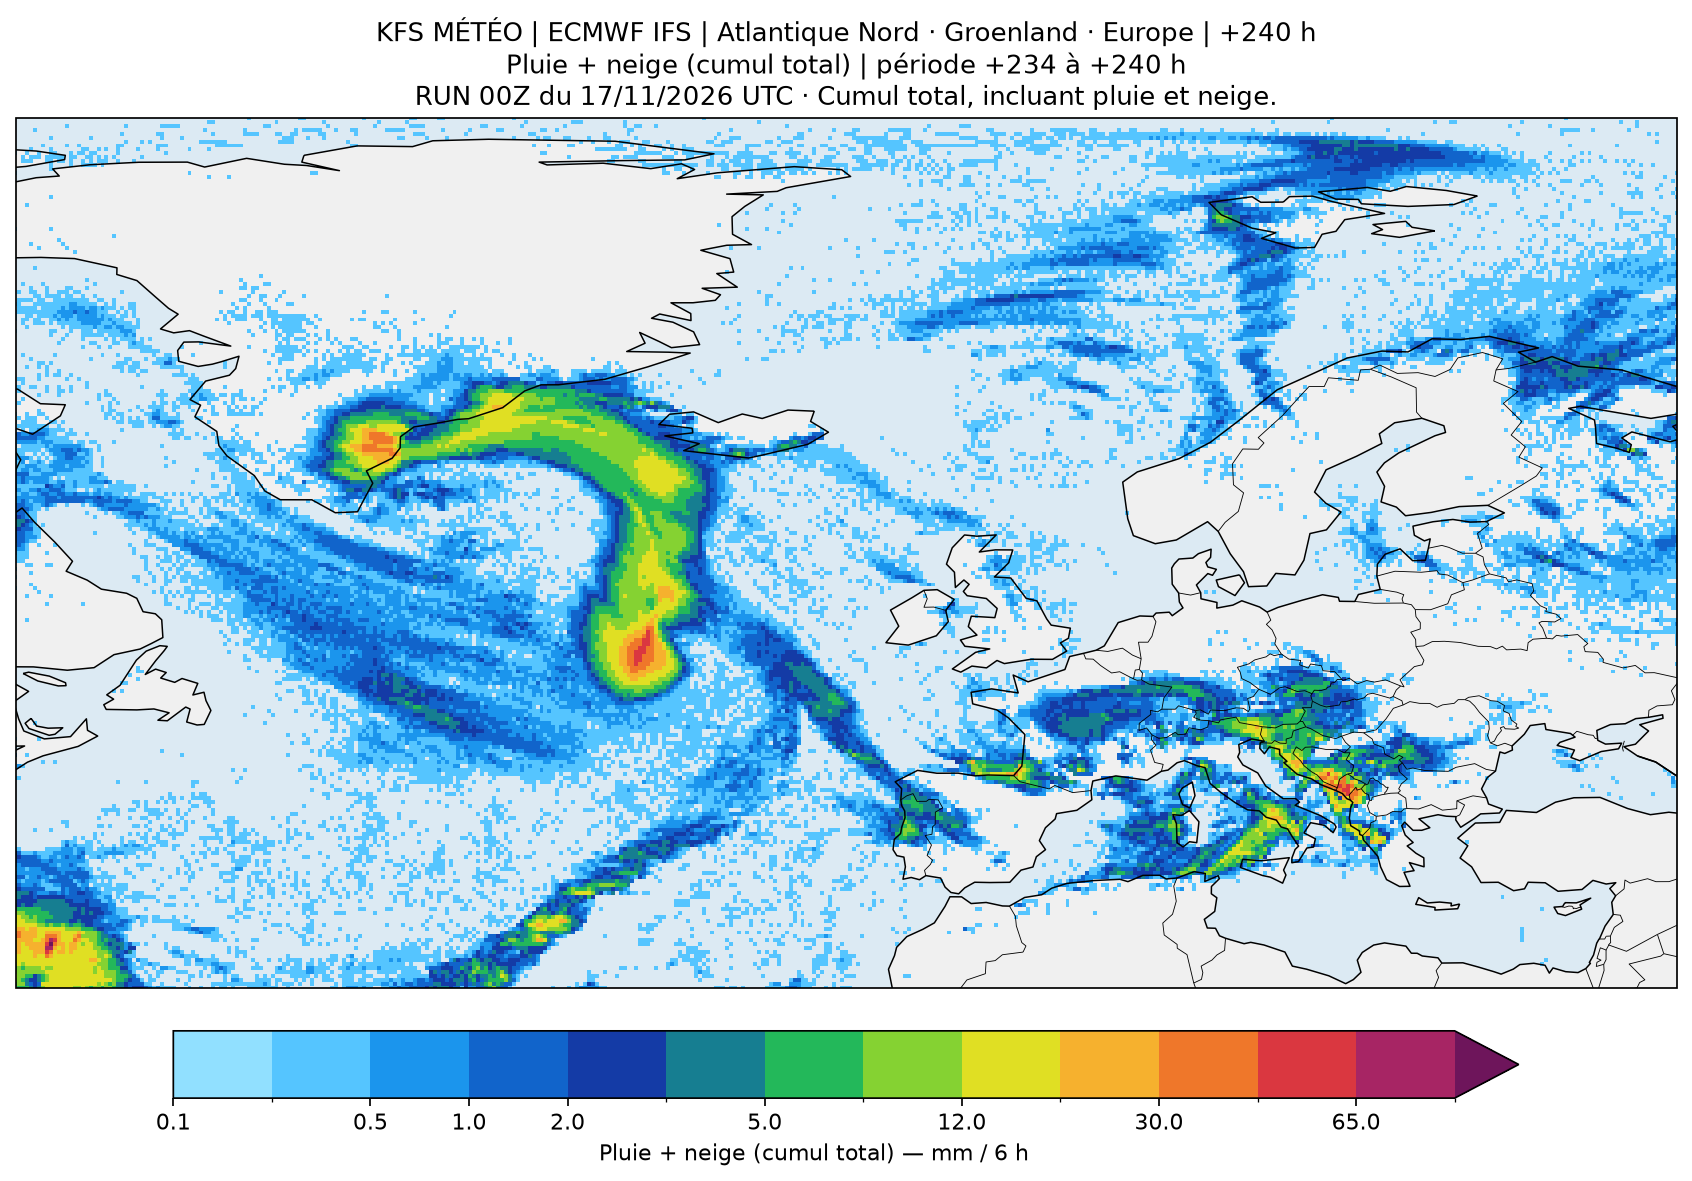 KFS MÉTÉO | ECMWF IFS | Atlantique Nord · Groenland · Europe | +240 h
Pluie + neige (cumul total) | période +234 à +240 h
RUN 00Z du 17/11/2026 UTC · Cumul total, incluant pluie et neige.
0.1 0.5 1.0 2.0 5.0 12.0 30.0 65.0
Pluie + neige (cumul total) — mm / 6 h